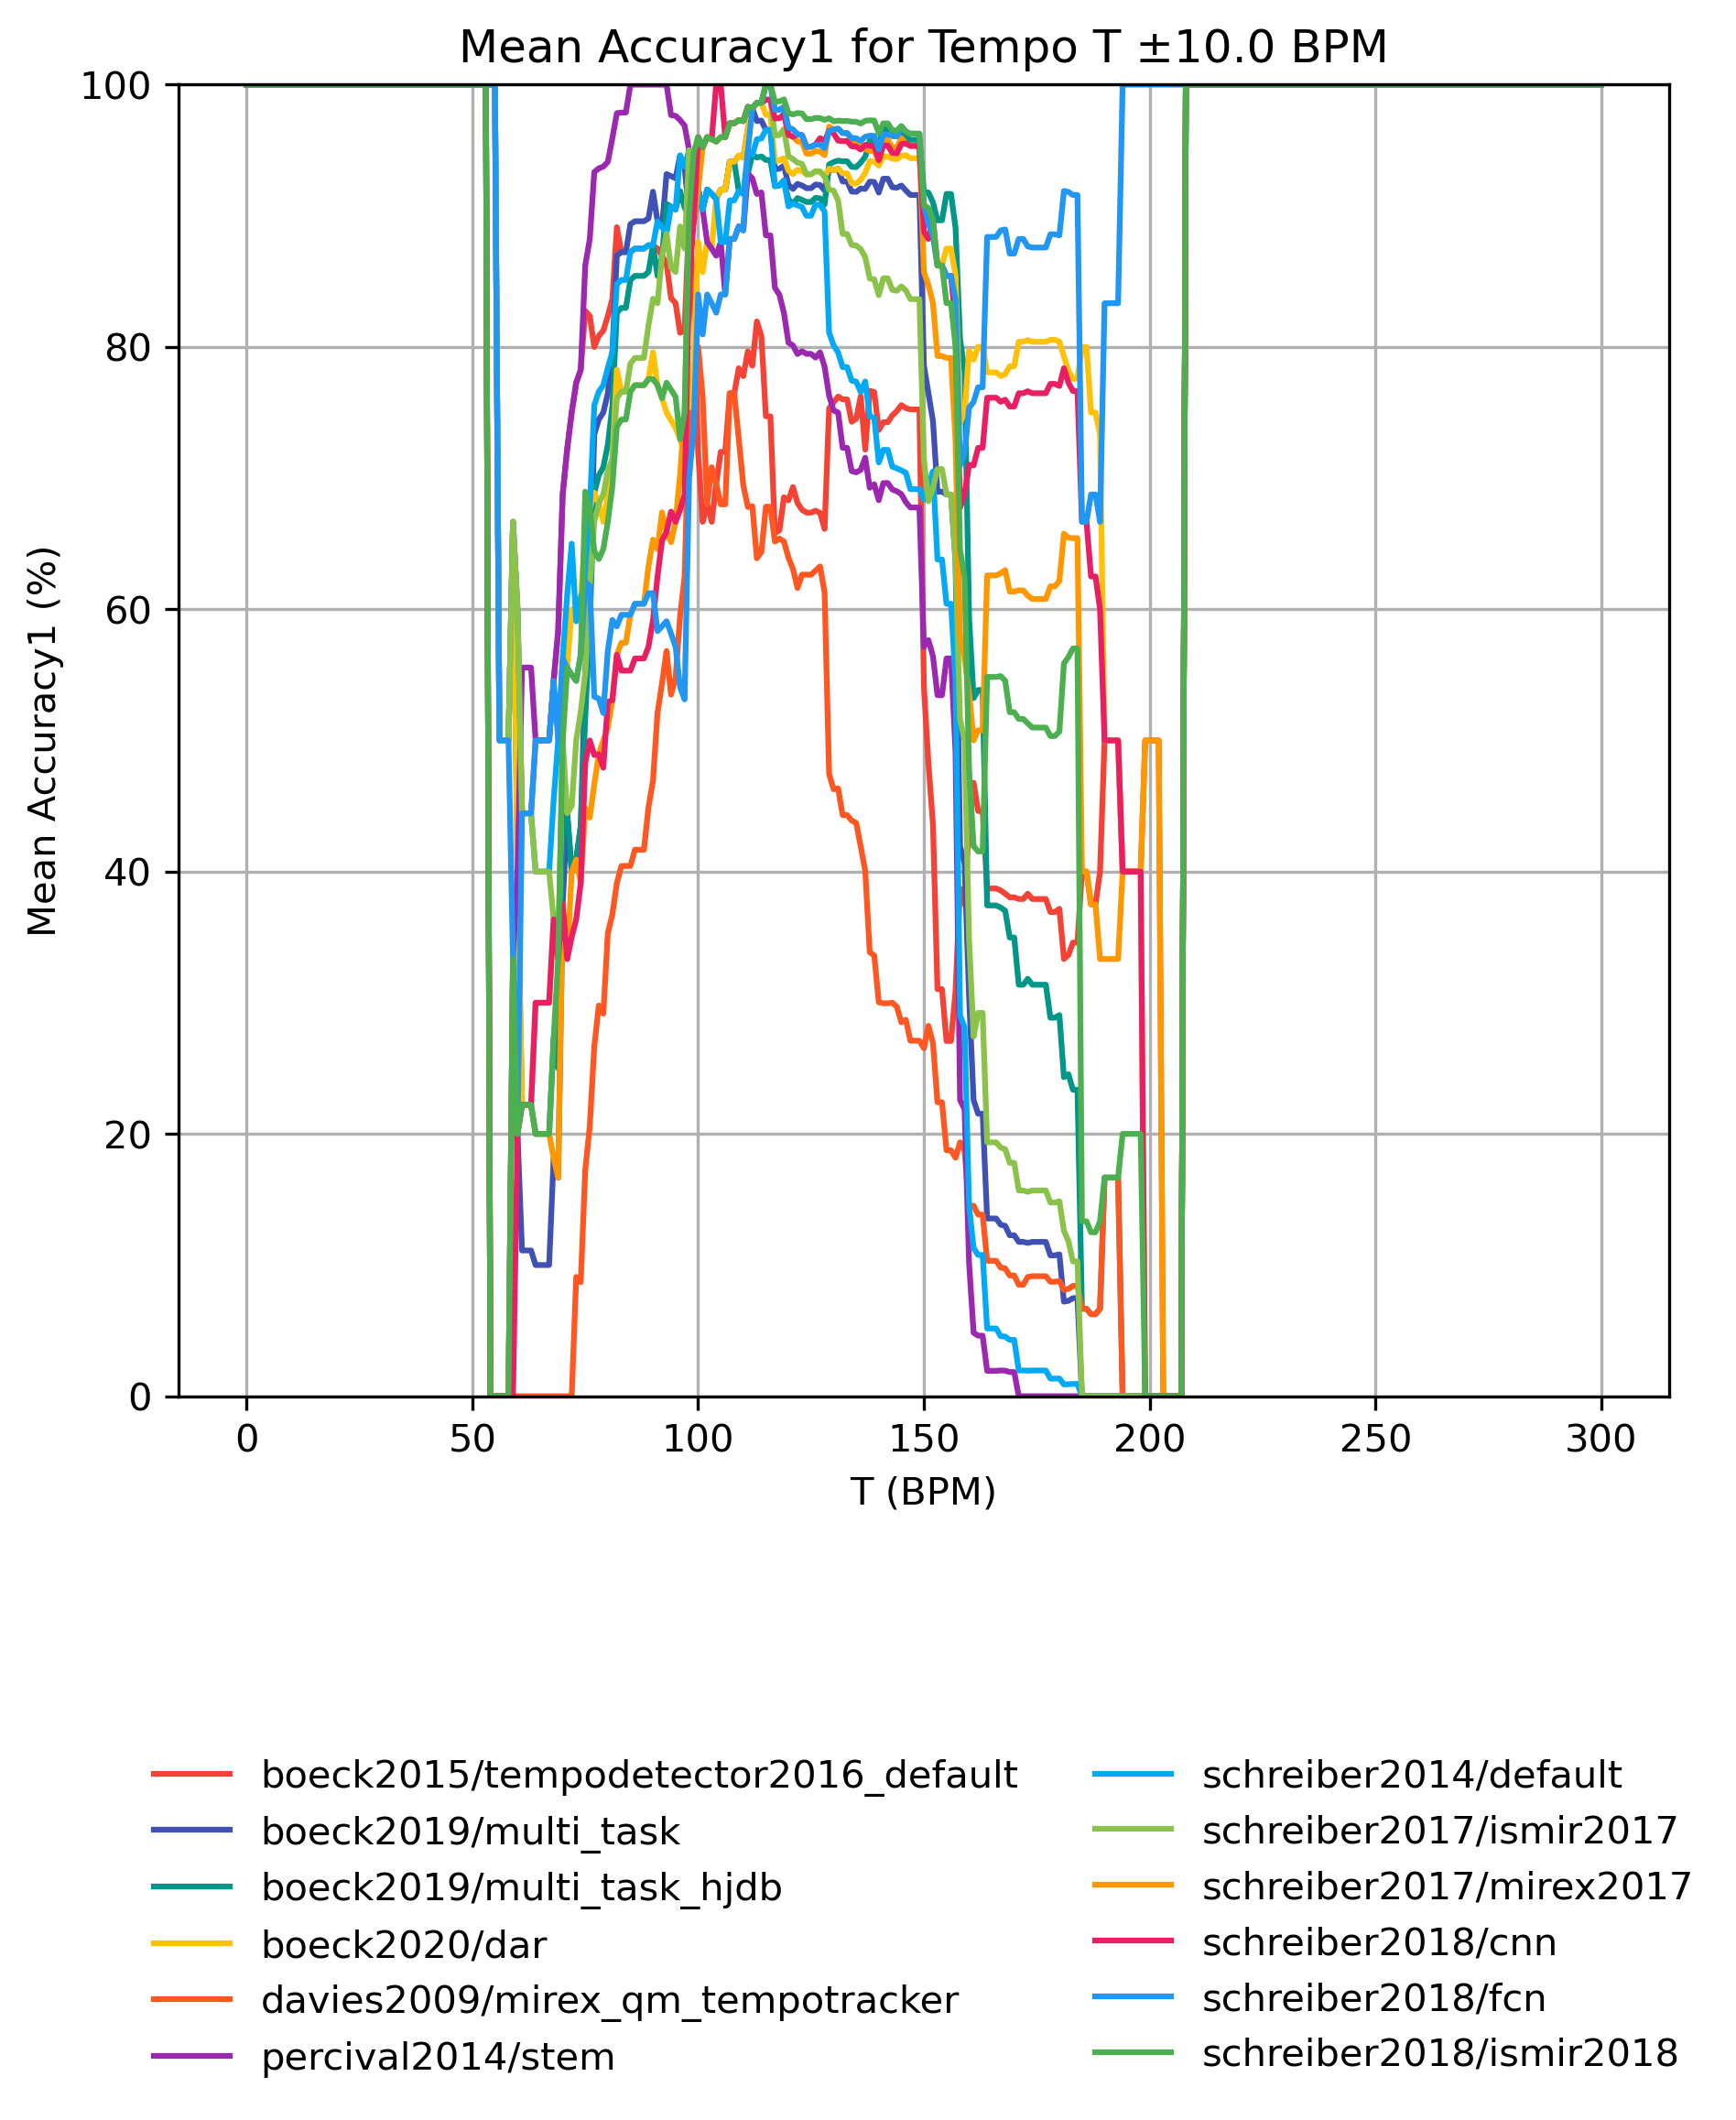 Mean Accuracy1 for Tempo T ±10.0 BPM
Mean Accuracy1 (%)
100
80
60
40
20
0
0 50 100 150 200 250 300
T (BPM)
boeck2015/tempodetector2016_default
boeck2019/multi_task
boeck2019/multi_task_hjdb
boeck2020/dar
davies2009/mirex_qm_tempotracker
percival2014/stem
schreiber2014/default
schreiber2017/ismir2017
schreiber2017/mirex2017
schreiber2018/cnn
schreiber2018/fcn
schreiber2018/ismir2018